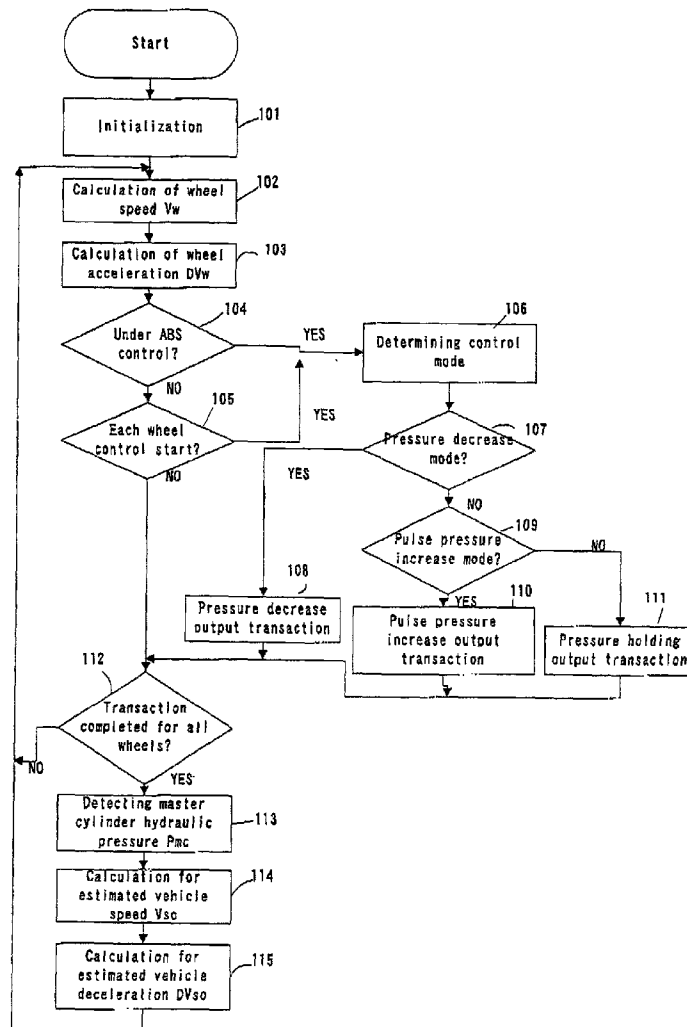 Start
101
Initialization
102
Calculation of wheel
speed Vw
103
Calculation of wheel
acceleration DVw
104
Under ABS
control?
YES
NO
106
Determining control
mode
105
Each wheel
control start?
YES
NO
107
Pressure decrease
mode?
YES
NO
109
Pulse pressure
increase mode?
NO
YES
108
Pressure decrease
output transaction
110
Pulse pressure
increase output
transaction
111
Pressure holding
output transaction
112
Transaction
completed for all
wheels?
NO
YES
Detecting master
cylinder hydraulic
pressure Pmc
113
Calculation for
estimated vehicle
speed Vso
114
Calculation for
estimated vehicle
deceleration DVso
115